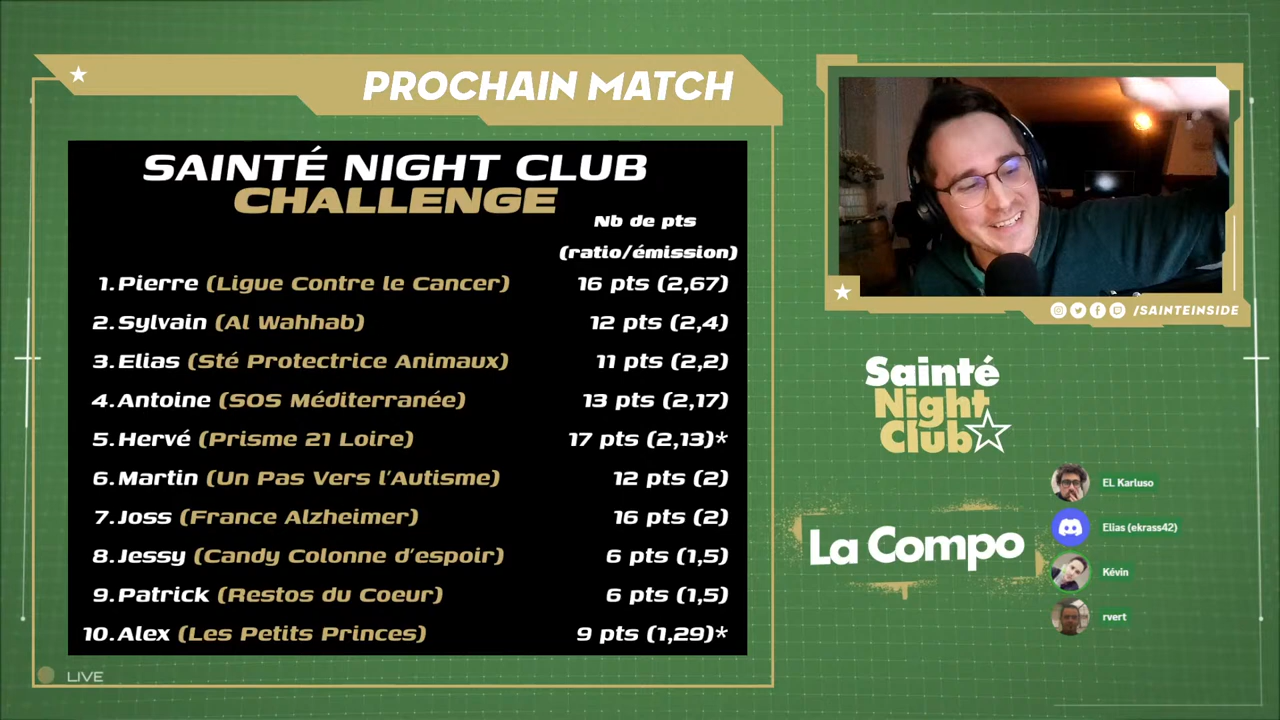 PROCHAIN MATCH
SAINTÉ NIGHT CLUB
CHALLENGE
Nb de pts
(ratio/émission)
1. Pierre (Ligue Contre le Cancer) 16 pts (2,67)
2. Sylvain (Al Wahhab) 12 pts (2,4)
3. Elias (Sté Protectrice Animaux) 11 pts (2,2)
4. Antoine (SOS Méditerranée) 13 pts (2,17)
5. Hervé (Prisme 21 Loire) 17 pts (2,13)*
6. Martin (Un Pas Vers l'Autisme) 12 pts (2)
7. Joss (France Alzheimer) 16 pts (2)
8. Jessy (Candy Colonne d'espoir) 6 pts (1,5)
9. Patrick (Restos du Coeur) 6 pts (1,5)
10. Alex (Les Petits Princes) 9 pts (1,29)*
LIVE
/SAINTEINSIDE
Sainté
Night
Club
La Compo
EL Karluso
Elias (ekrass42)
Kévin
rvert